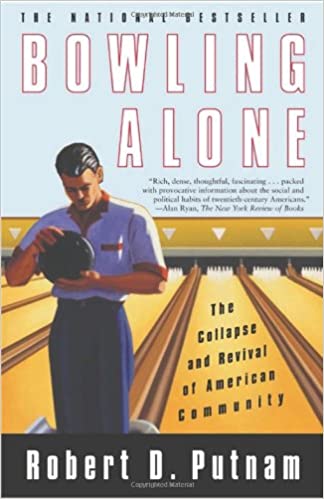 THE NATIONAL BESTSELLER
BOWLING
ALONE
"Rich, dense, thoughtful, fascinating . . . packed
with provocative information about the social and
political habits of twentieth-century Americans."
—Alan Ryan, The New York Review of Books
The
Collapse
and Revival
of American
Community
Robert D. Putnam